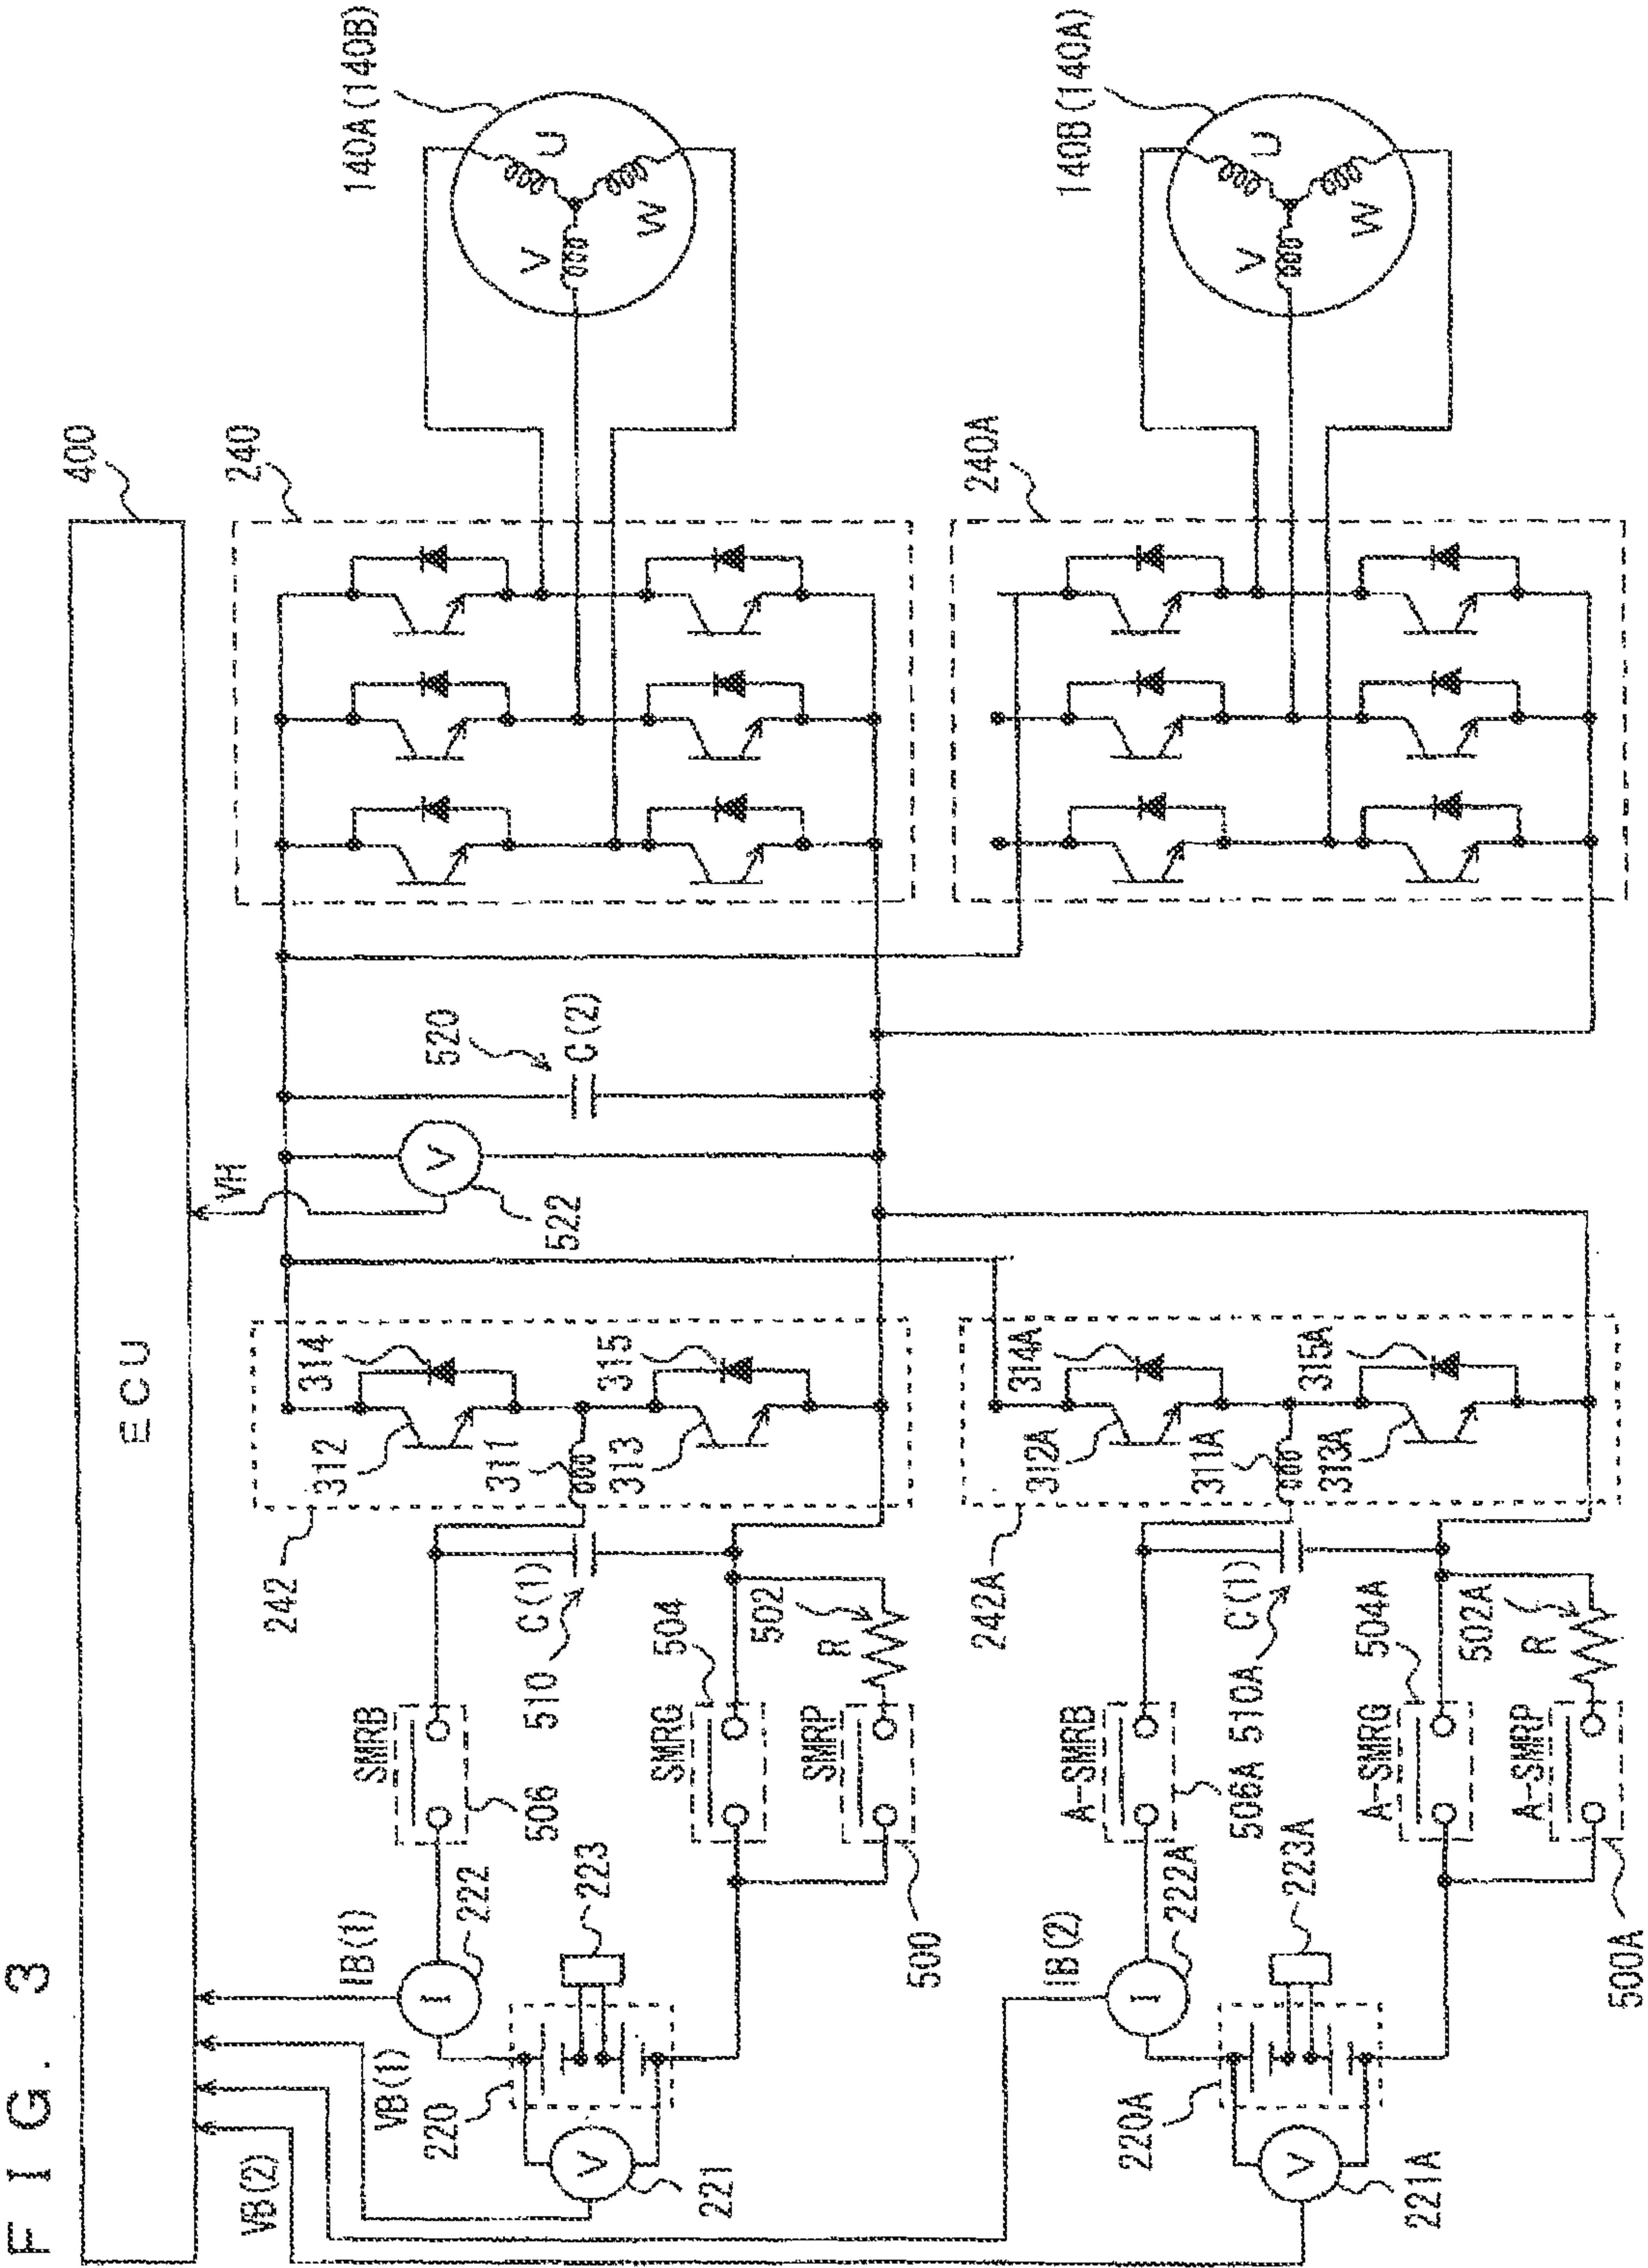 FIG. 3
ECU
400
VB(2)
VB(1)
IB(1)
VH
220
221
222
223
SMRB
506
SMRG
504
SMRP
500
502
R
510
C(1)
242
312
314
311
313
315
522
520
C(2)
240
140A(140B)
U
V
W
V
V
I
IB(2)
220A
221A
222A
223A
A-SMRB
506A
A-SMRG
504A
A-SMRP
500A
502A
R
510A
C(1)
242A
312A
314A
311A
313A
315A
240A
140B(140A)
U
V
W
V
I